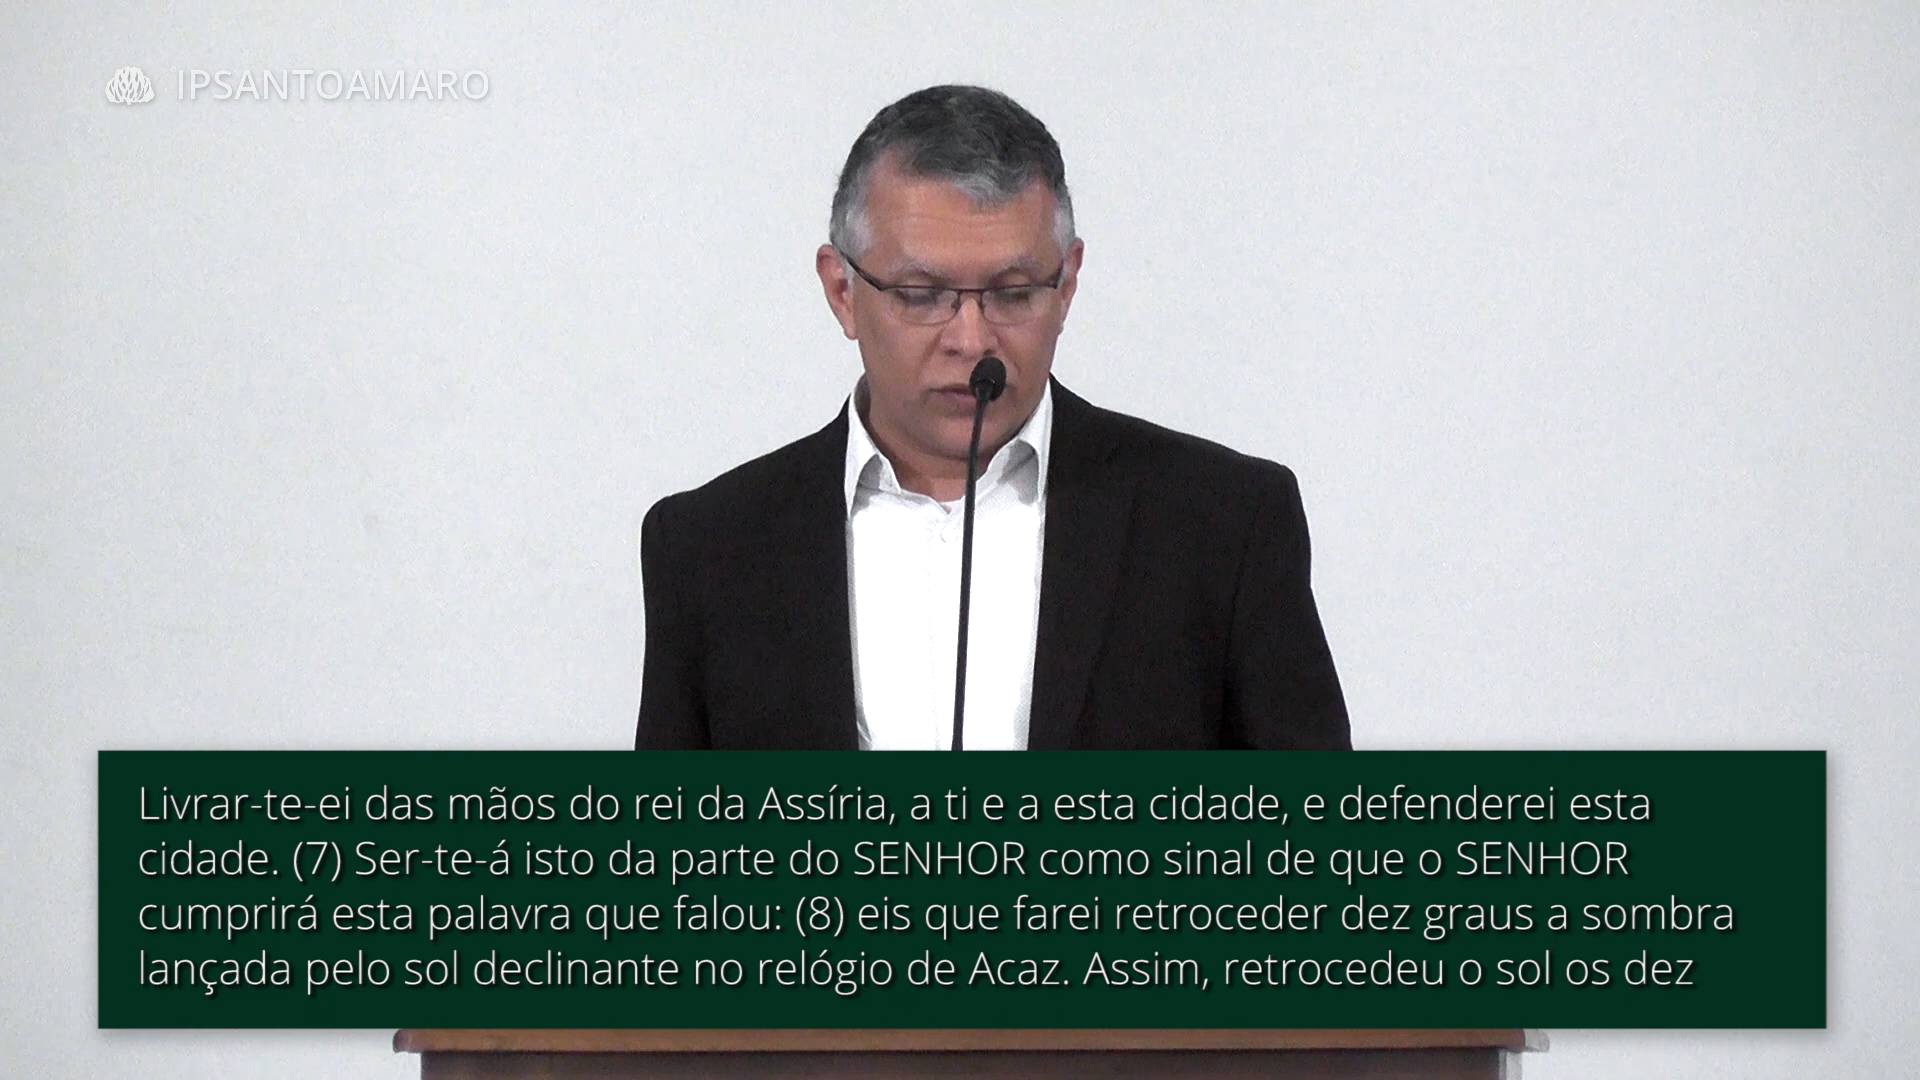 IPSANTOAMARO
Livrar-te-ei das mãos do rei da Assíria, a ti e a esta cidade, e defenderei esta
cidade. (7) Ser-te-á isto da parte do SENHOR como sinal de que o SENHOR
cumprirá esta palavra que falou: (8) eis que farei retroceder dez graus a sombra
lançada pelo sol declinante no relógio de Acaz. Assim, retrocedeu o sol os dez